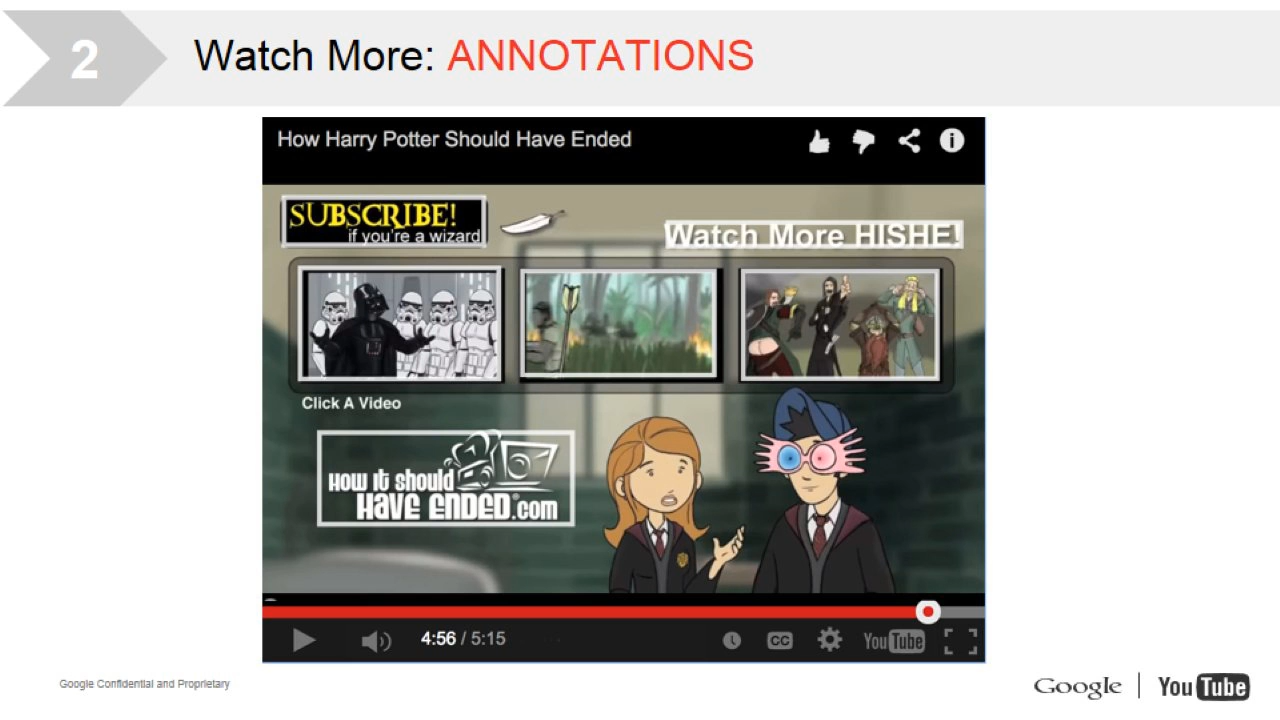 2
Watch More: ANNOTATIONS
How Harry Potter Should Have Ended
SUBSCRIBE!
if you're a wizard
Watch More HISHE!
Click A Video
HOW IT SHOULD
HAVE ENDED.COM
4:56 / 5:15
CC
YouTube
Google Confidential and Proprietary
Google | YouTube